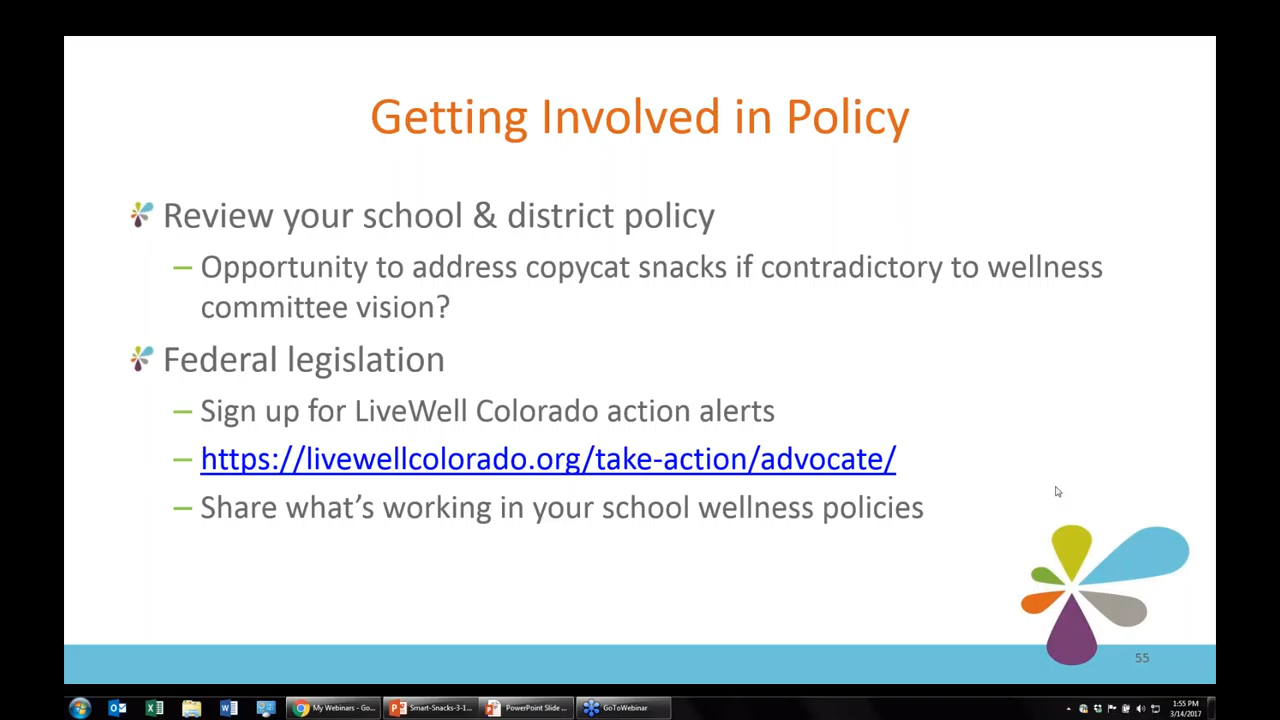 Getting Involved in Policy
Review your school & district policy
– Opportunity to address copycat snacks if contradictory to wellness
committee vision?
Federal legislation
– Sign up for LiveWell Colorado action alerts
– https://livewellcolorado.org/take-action/advocate/
– Share what's working in your school wellness policies
55
My Webinars - Go...
Smart-Snacks-3-1...
PowerPoint Slide ...
GoToWebinar
1:55 PM
3/14/2017